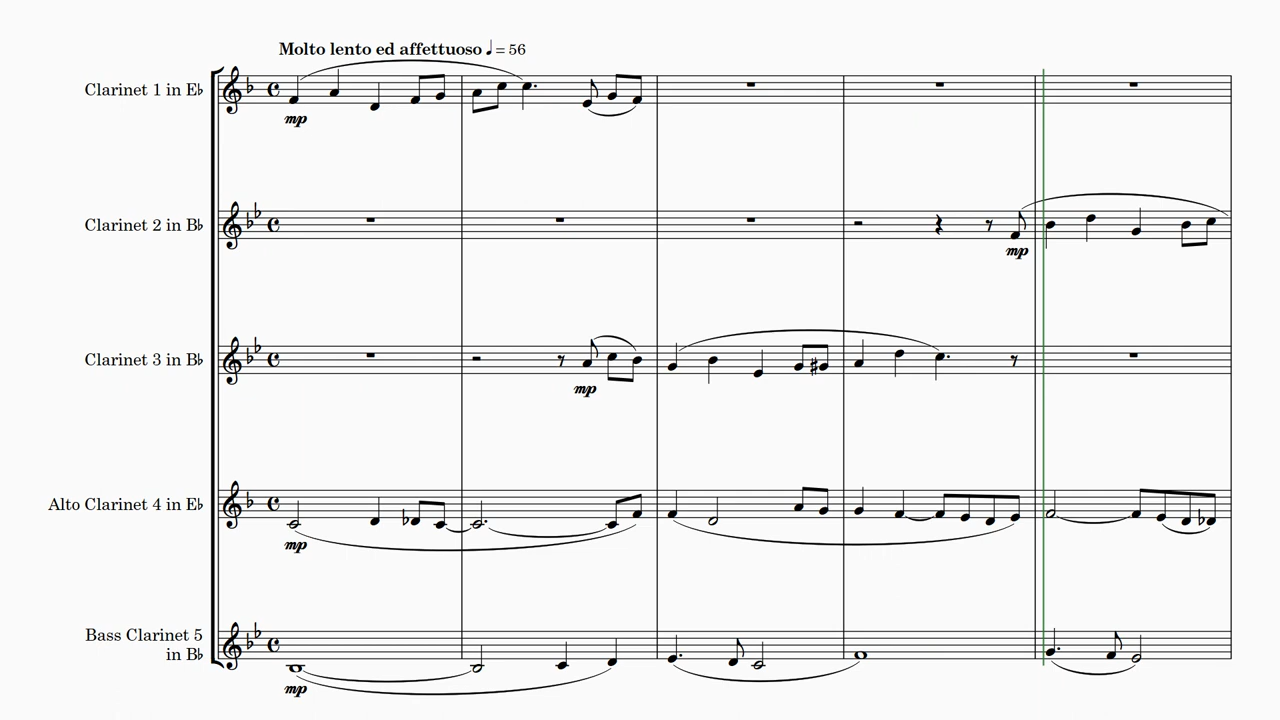 Molto lento ed affettuoso ♩= 56
Clarinet 1 in E♭
mp
Clarinet 2 in B♭
mp
Clarinet 3 in B♭
mp
Alto Clarinet 4 in E♭
mp
Bass Clarinet 5
in B♭
mp